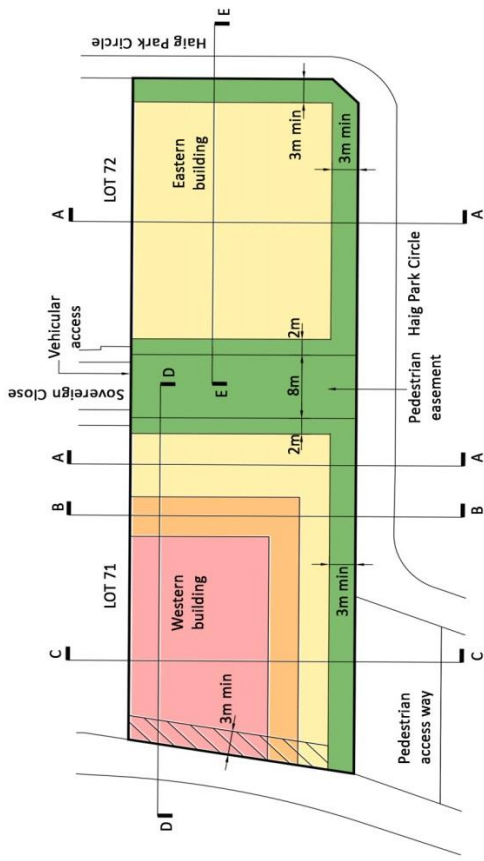 E
Haig Park Circle
LOT 72
Eastern
building
3m min
3m min
A
A
Vehicular
access
Sovereign Close
D
E
2m
8m
2m
Pedestrian
easement
Haig Park Circle
A
A
B
B
LOT 71
Western
building
3m min
3m min
C
C
Pedestrian
access way
D